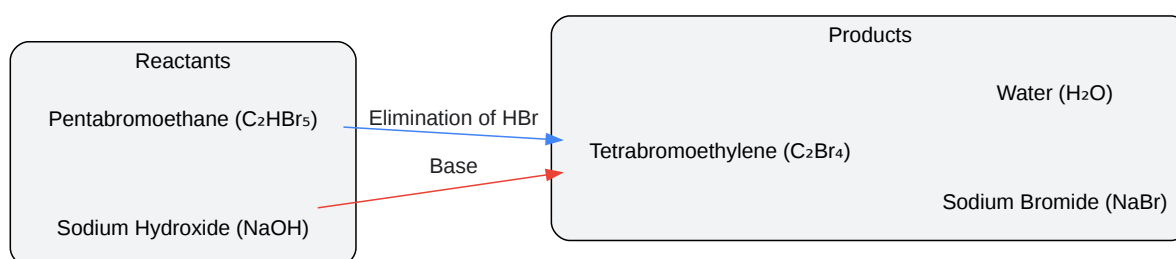 Reactants
Pentabromoethane (C₂HBr₅)
Sodium Hydroxide (NaOH)
Elimination of HBr
Base
Products
Water (H₂O)
Tetrabromoethylene (C₂Br₄)
Sodium Bromide (NaBr)